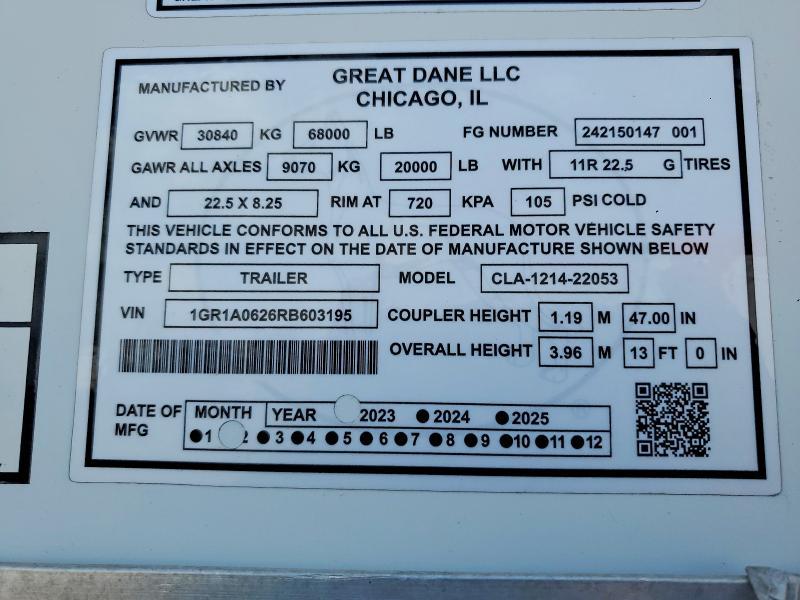 MANUFACTURED BY GREAT DANE LLC
CHICAGO, IL
GVWR 30840 KG 68000 LB FG NUMBER 242150147 001
GAWR ALL AXLES 9070 KG 20000 LB WITH 11R 22.5 G TIRES
AND 22.5 X 8.25 RIM AT 720 KPA 105 PSI COLD
THIS VEHICLE CONFORMS TO ALL U.S. FEDERAL MOTOR VEHICLE SAFETY
STANDARDS IN EFFECT ON THE DATE OF MANUFACTURE SHOWN BELOW
TYPE TRAILER MODEL CLA-1214-22053
VIN 1GR1A0626RB603195 COUPLER HEIGHT 1.19 M 47.00 IN
OVERALL HEIGHT 3.96 M 13 FT 0 IN
DATE OF MFG MONTH YEAR 2023 2024 2025
1 2 3 4 5 6 7 8 9 10 11 12